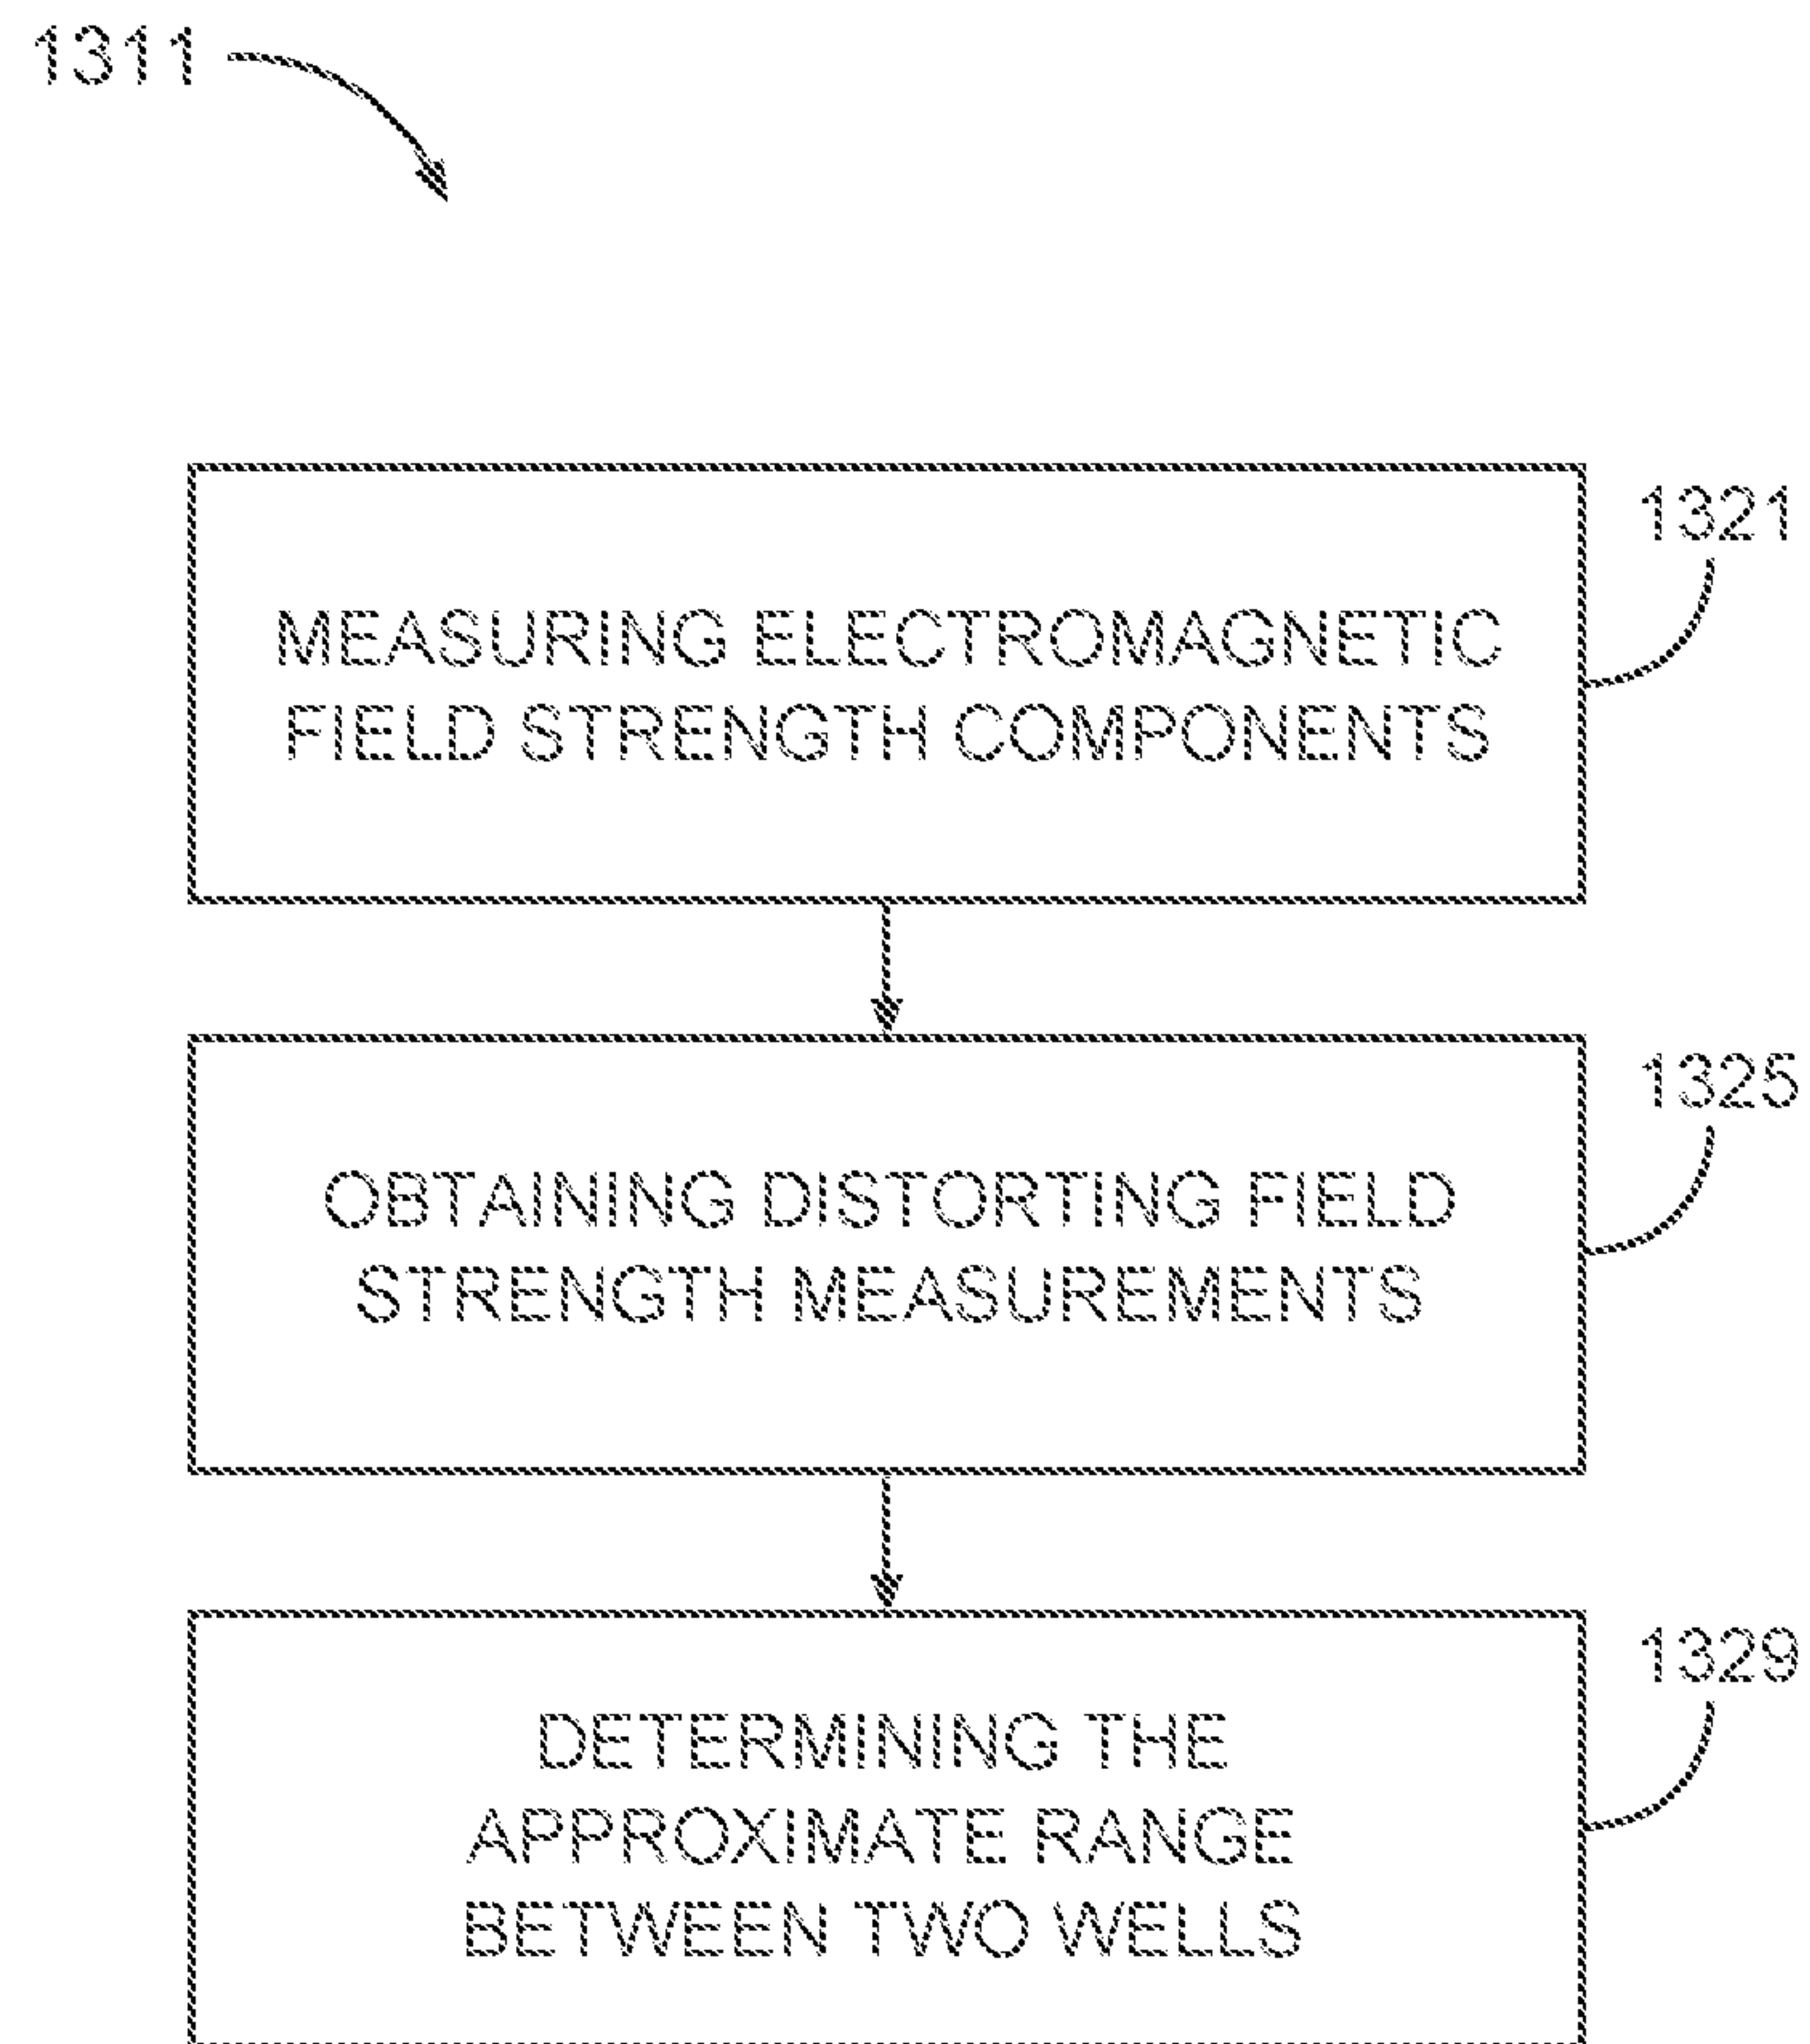 1311
1321
MEASURING ELECTROMAGNETIC
FIELD STRENGTH COMPONENTS
1325
OBTAINING DISTORTING FIELD
STRENGTH MEASUREMENTS
1329
DETERMINING THE
APPROXIMATE RANGE
BETWEEN TWO WELLS